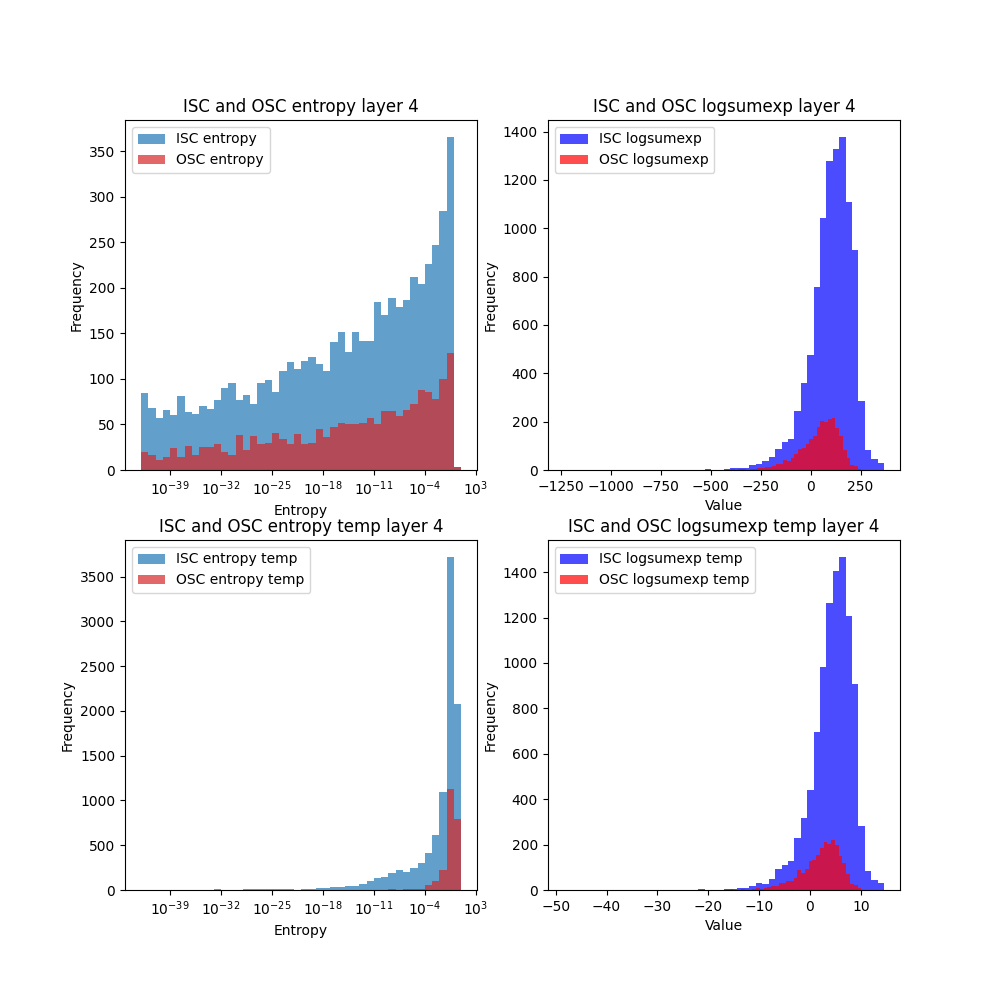 ISC and OSC entropy layer 4
ISC entropy
OSC entropy
Frequency
350
300
250
200
150
100
50
0
10^−39 10^−32 10^−25 10^−18 10^−11 10^−4 10^3
Entropy
ISC and OSC logsumexp layer 4
ISC logsumexp
OSC logsumexp
Frequency
1400
1200
1000
800
600
400
200
0
−1250 −1000 −750 −500 −250 0 250
Value
ISC and OSC entropy temp layer 4
ISC entropy temp
OSC entropy temp
Frequency
3500
3000
2500
2000
1500
1000
500
0
10^−39 10^−32 10^−25 10^−18 10^−11 10^−4 10^3
Entropy
ISC and OSC logsumexp temp layer 4
ISC logsumexp temp
OSC logsumexp temp
Frequency
1400
1200
1000
800
600
400
200
0
−50 −40 −30 −20 −10 0 10
Value